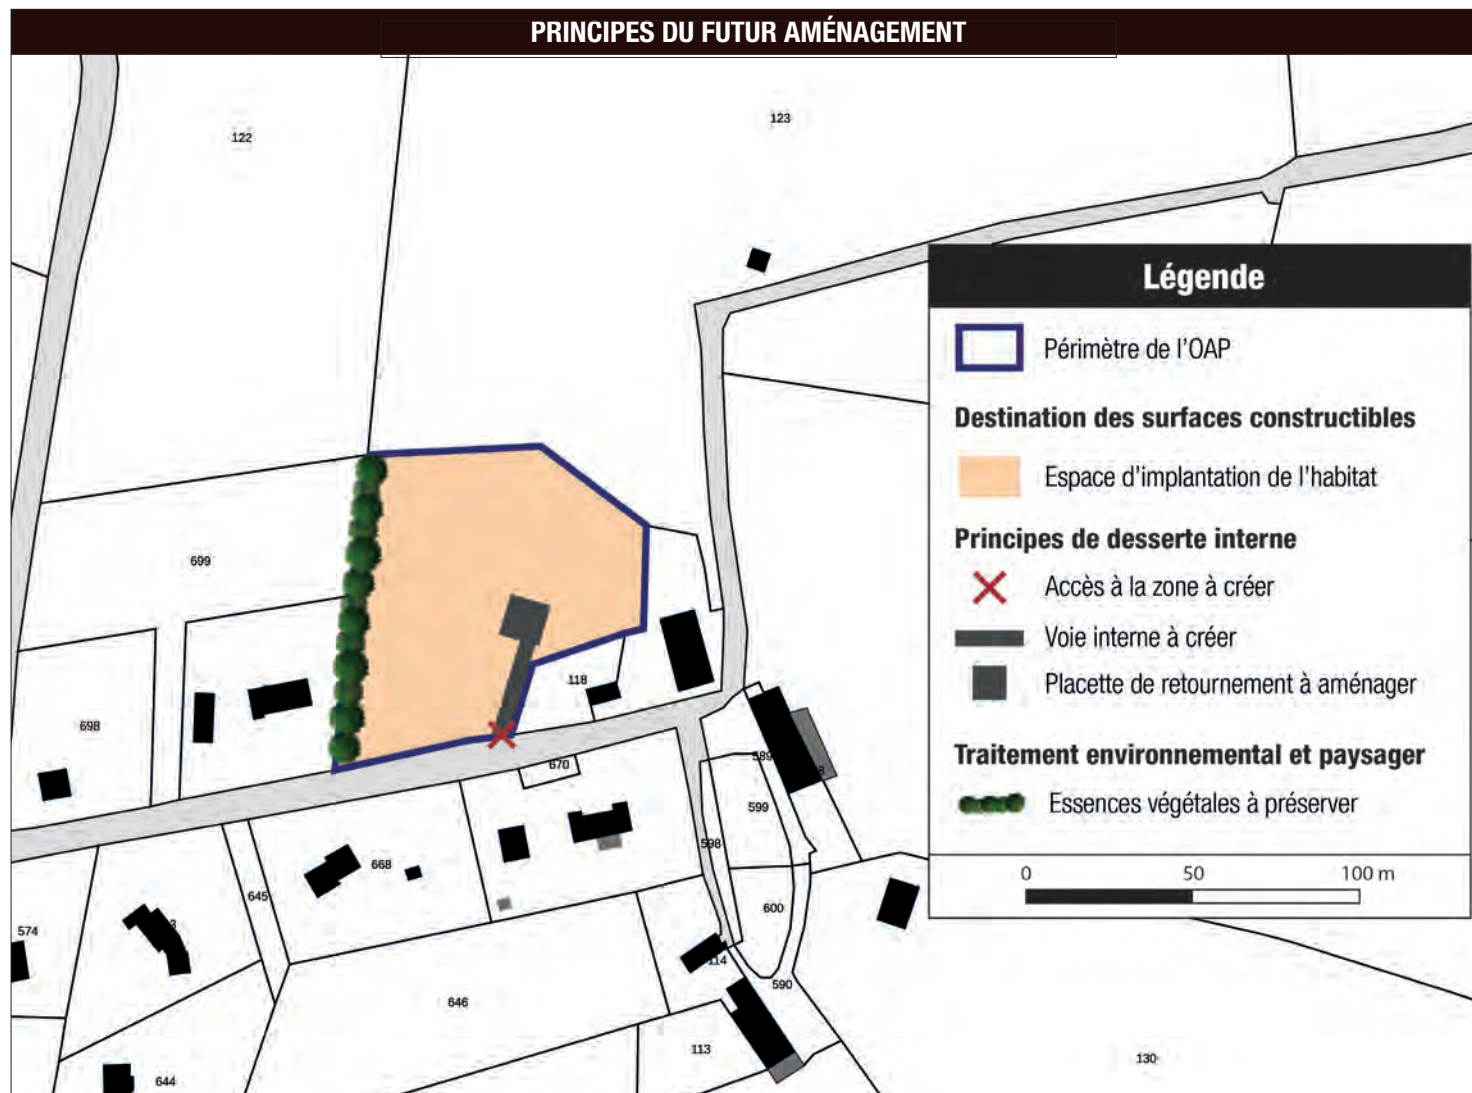 PRINCIPES DU FUTUR AMÉNAGEMENT
122
123
Légende
Périmètre de l'OAP
Destination des surfaces constructibles
Espace d'implantation de l'habitat
Principes de desserte interne
Accès à la zone à créer
Voie interne à créer
Placette de retournement à aménager
Traitement environnemental et paysager
Essences végétales à préserver
0 50 100 m
699
118
698
589
670
599
598
668
645
600
574
114
590
646
113
130
644